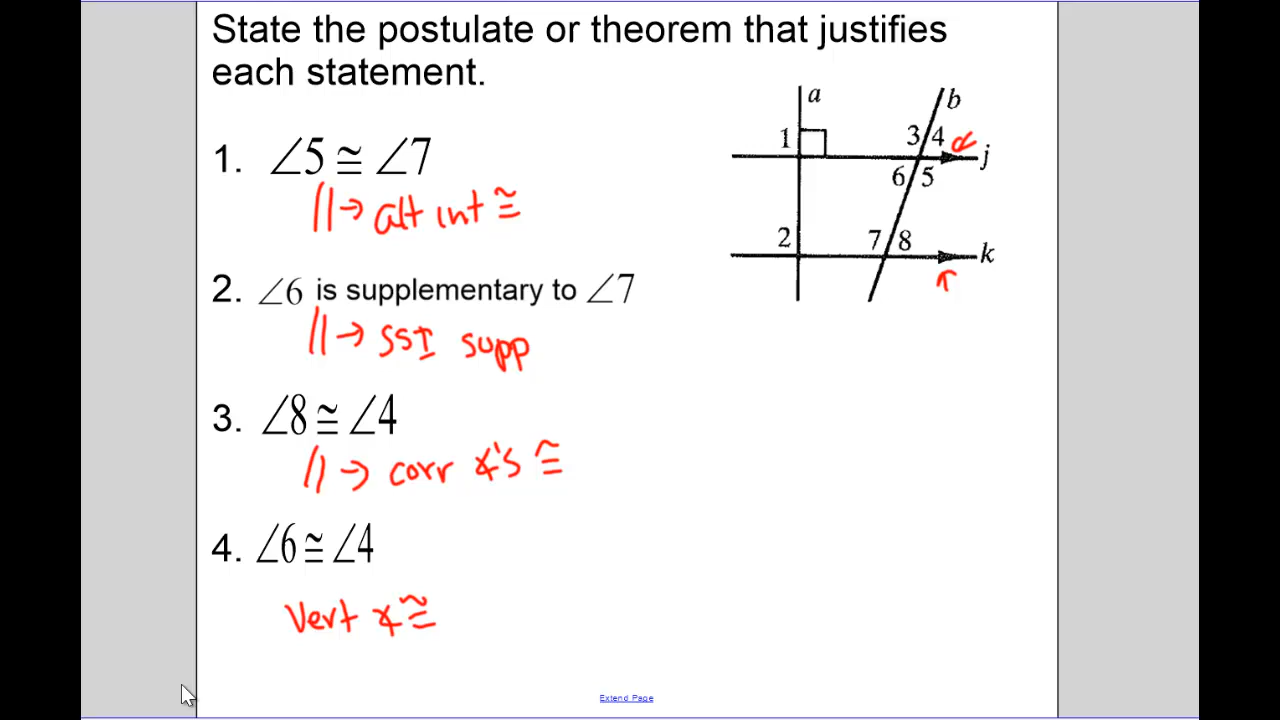 State the postulate or theorem that justifies
each statement.
1. ∠5 ≅ ∠7
|| → alt int ≅
2. ∠6 is supplementary to ∠7
|| → SSI supp
3. ∠8 ≅ ∠4
|| → corr ∡'s ≅
4. ∠6 ≅ ∠4
Vert ∡ ≅
a
b
1
3 4
j
6 5
2
7 8
k
Extend Page